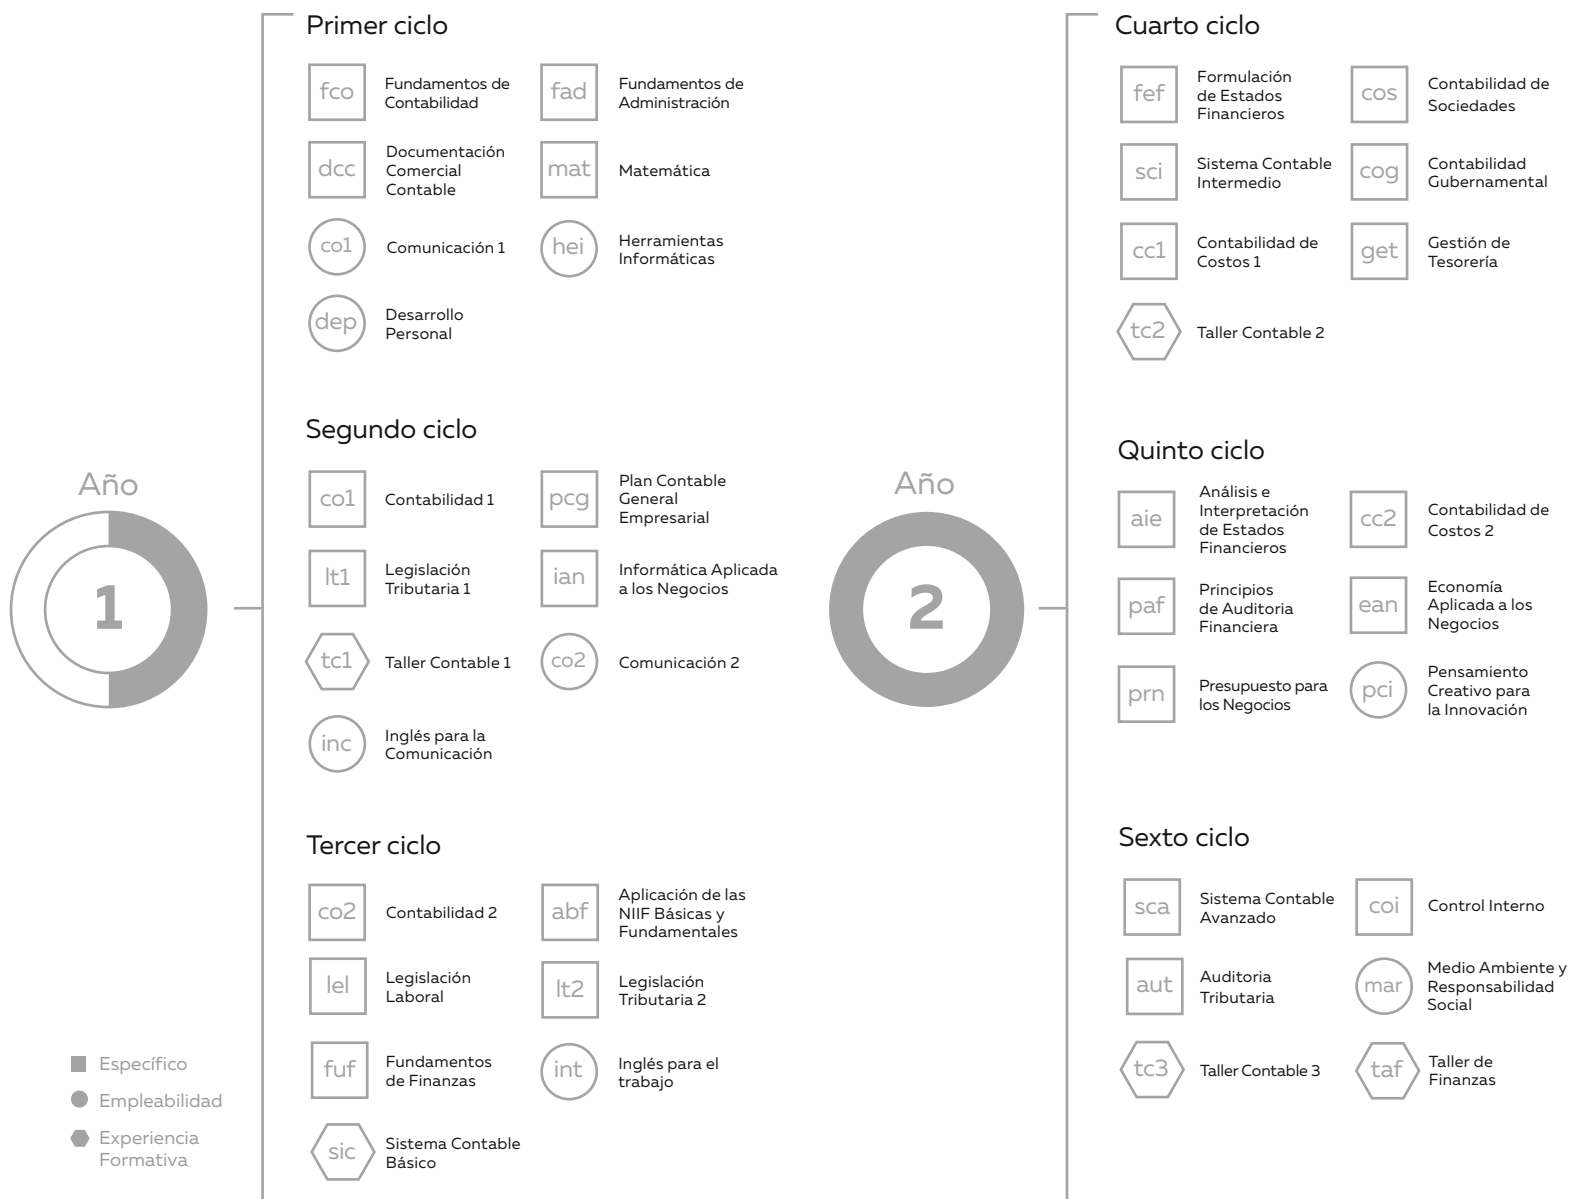 Año
1
Primer ciclo
fco
Fundamentos de
Contabilidad
fad
Fundamentos de
Administración
dcc
Documentación
Comercial
Contable
mat
Matemática
co1
Comunicación 1
hei
Herramientas
Informáticas
dep
Desarrollo
Personal
Segundo ciclo
co1
Contabilidad 1
pcg
Plan Contable
General
Empresarial
lt1
Legislación
Tributaria 1
ian
Informática Aplicada
a los Negocios
tc1
Taller Contable 1
co2
Comunicación 2
inc
Inglés para la
Comunicación
Tercer ciclo
co2
Contabilidad 2
abf
Aplicación de las
NIIF Básicas y
Fundamentales
lel
Legislación
Laboral
lt2
Legislación
Tributaria 2
fuf
Fundamentos
de Finanzas
int
Inglés para el
trabajo
sic
Sistema Contable
Básico
Año
2
Cuarto ciclo
fef
Formulación
de Estados
Financieros
cos
Contabilidad de
Sociedades
sci
Sistema Contable
Intermedio
cog
Contabilidad
Gubernamental
cc1
Contabilidad de
Costos 1
get
Gestión de
Tesorería
tc2
Taller Contable 2
Quinto ciclo
aie
Análisis e
Interpretación
de Estados
Financieros
cc2
Contabilidad de
Costos 2
paf
Principios
de Auditoria
Financiera
ean
Economía
Aplicada a los
Negocios
prn
Presupuesto para
los Negocios
pci
Pensamiento
Creativo para
la Innovación
Sexto ciclo
sca
Sistema Contable
Avanzado
coi
Control Interno
aut
Auditoria
Tributaria
mar
Medio Ambiente y
Responsabilidad
Social
tc3
Taller Contable 3
taf
Taller de
Finanzas
Específico
Empleabilidad
Experiencia
Formativa